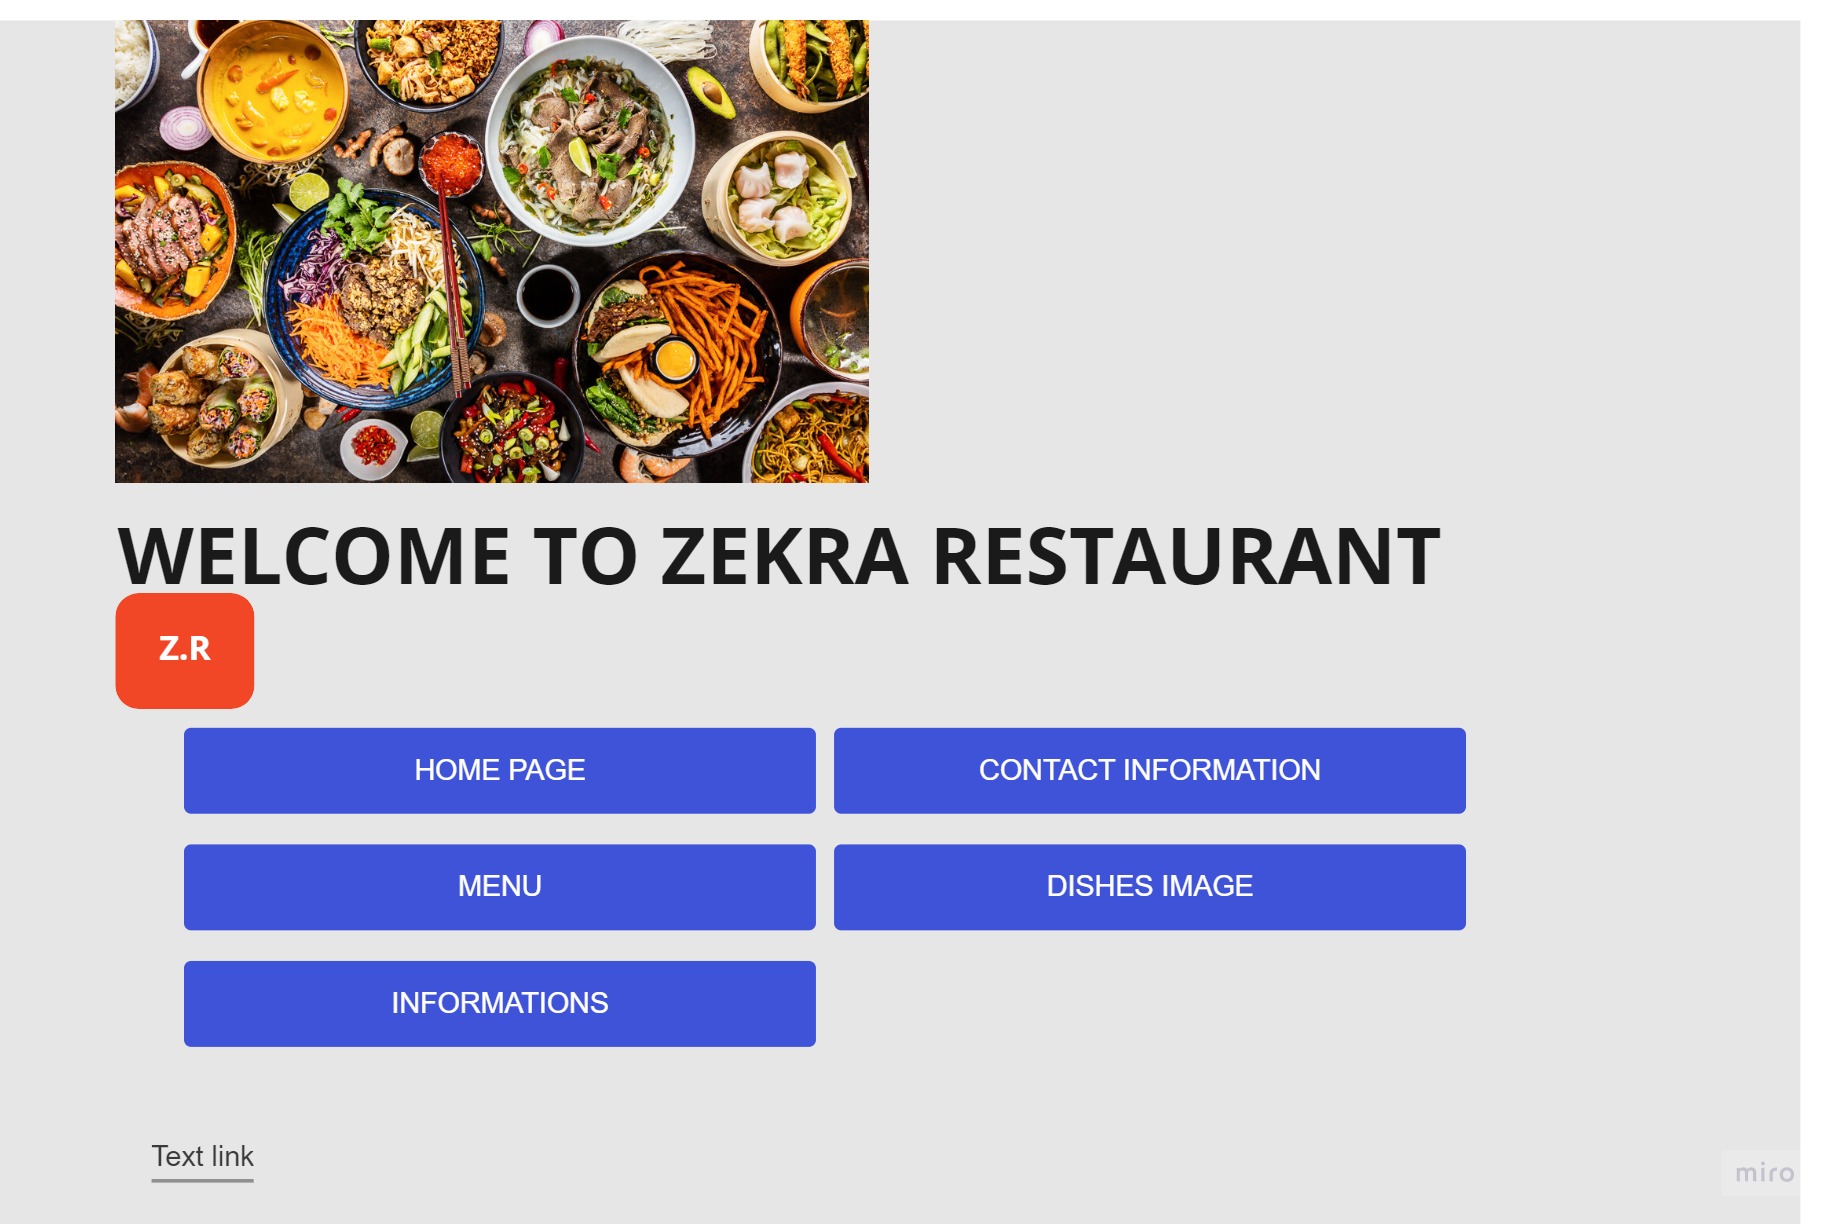 WELCOME TO ZEKRA RESTAURANT
Z.R
HOME PAGE
CONTACT INFORMATION
MENU
DISHES IMAGE
INFORMATIONS
Text link
miro